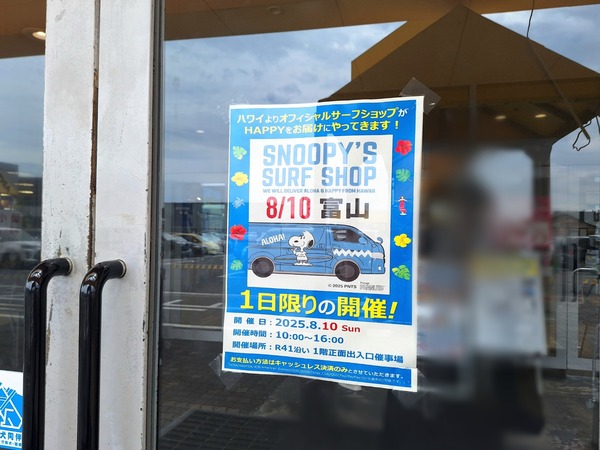 ハワイよりオフィシャルサーフショップが
HAPPYをお届けにやってきます!
SNOOPY'S
SURF SHOP
WE WILL DELIVER ALOHA & HAPPY FROM HAWAII
8/10 富山
ALOHA!
© 2025 PNTS
PEANUTS
1日限りの開催!
開 催 日:2025.8.10 Sun
開催時間:10:00~16:00
開催場所:R41沿い 1階正面出入口催事場
お支払い方法はキャッシュレス決済のみとさせていただきます。